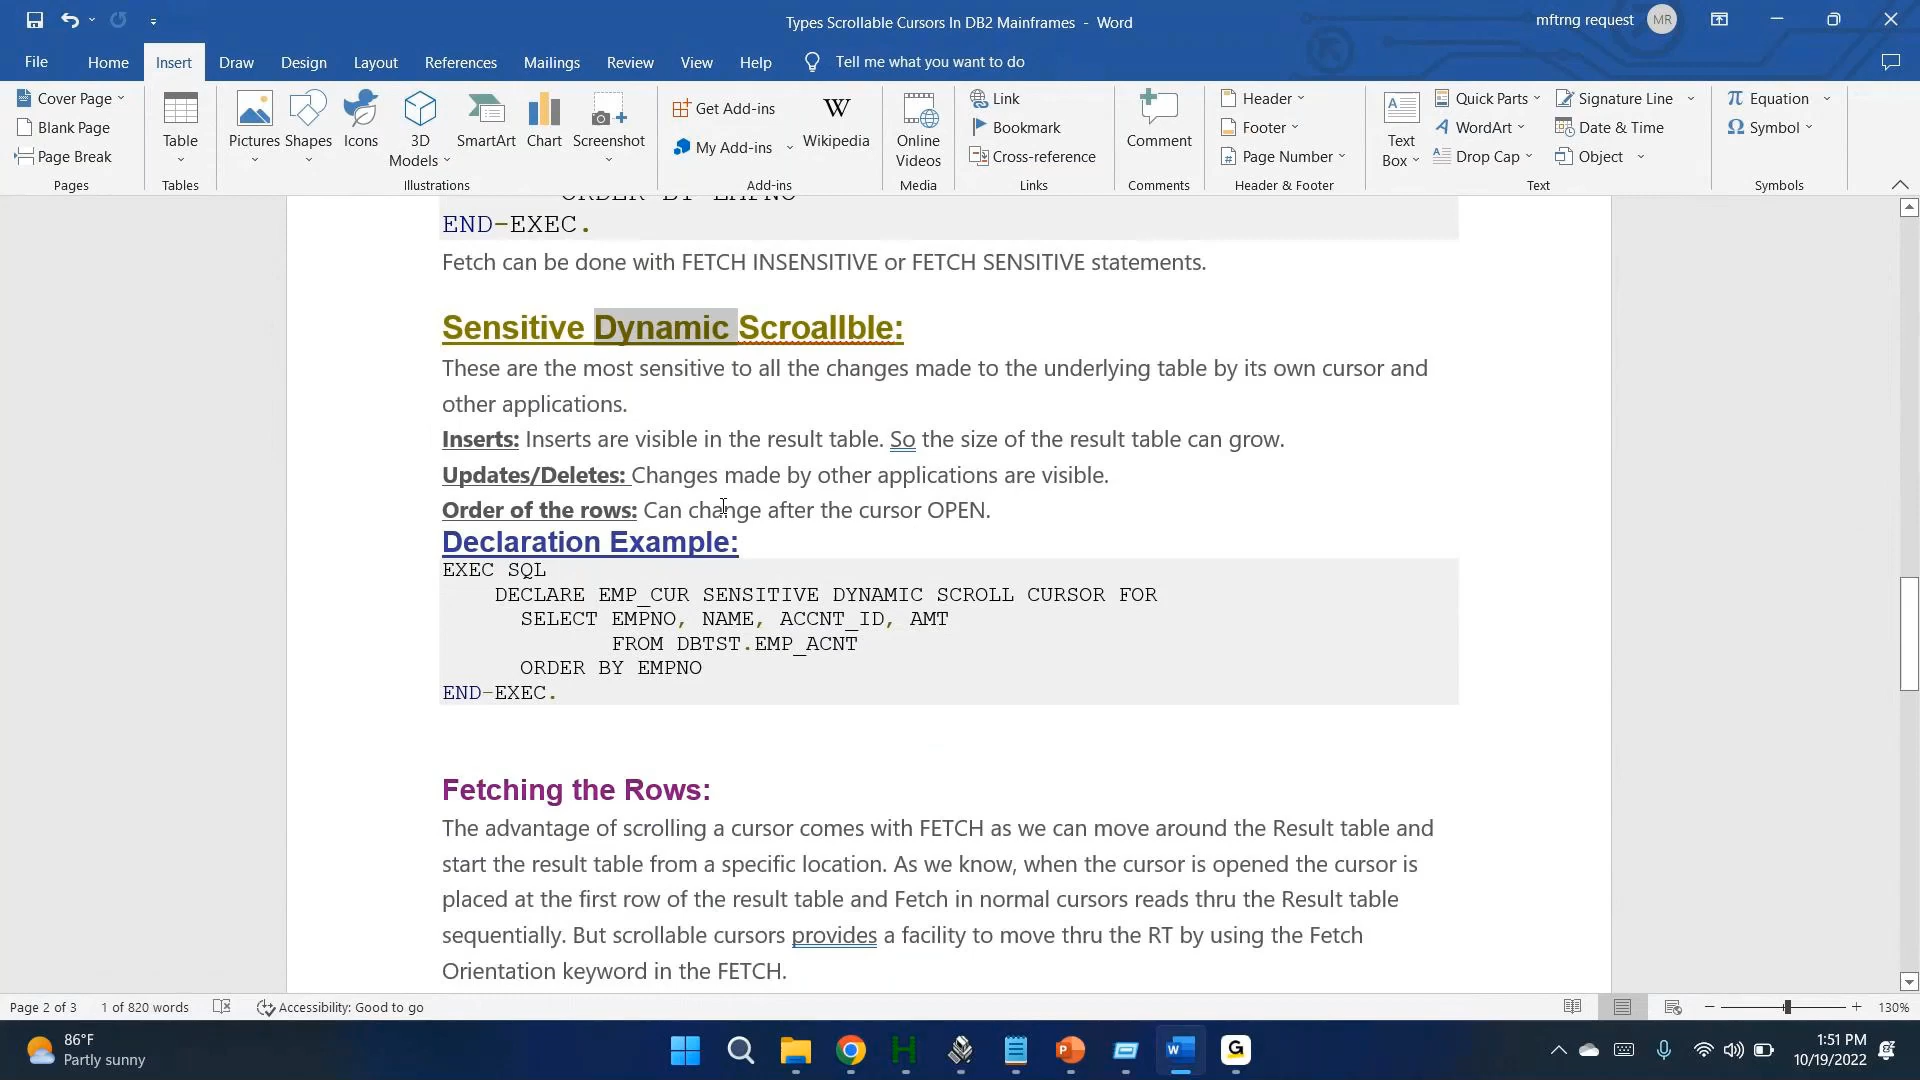 Types Scrollable Cursors In DB2 Mainframes - Word
mftrng request
MR
File
Home
Insert
Draw
Design
Layout
References
Mailings
Review
View
Help
Tell me what you want to do
Cover Page
Blank Page
Page Break
Pages
Table
Tables
Pictures
Shapes
Icons
3D
Models
SmartArt
Chart
Screenshot
Illustrations
Get Add-ins
My Add-ins
Wikipedia
Add-ins
Online
Videos
Media
Link
Bookmark
Cross-reference
Links
Comment
Comments
Header
Footer
Page Number
Header & Footer
Text
Box
Quick Parts
WordArt
Drop Cap
Signature Line
Date & Time
Object
Text
Equation
Symbol
Symbols
ORDER BY EMPNO
END-EXEC.
Fetch can be done with FETCH INSENSITIVE or FETCH SENSITIVE statements.
Sensitive Dynamic Scroallble:
These are the most sensitive to all the changes made to the underlying table by its own cursor and
other applications.
Inserts: Inserts are visible in the result table. So the size of the result table can grow.
Updates/Deletes: Changes made by other applications are visible.
Order of the rows: Can change after the cursor OPEN.
Declaration Example:
EXEC SQL
DECLARE EMP_CUR SENSITIVE DYNAMIC SCROLL CURSOR FOR
SELECT EMPNO, NAME, ACCNT_ID, AMT
FROM DBTST.EMP_ACNT
ORDER BY EMPNO
END-EXEC.
Fetching the Rows:
The advantage of scrolling a cursor comes with FETCH as we can move around the Result table and
start the result table from a specific location. As we know, when the cursor is opened the cursor is
placed at the first row of the result table and Fetch in normal cursors reads thru the Result table
sequentially. But scrollable cursors provides a facility to move thru the RT by using the Fetch
Orientation keyword in the FETCH.
Page 2 of 3
1 of 820 words
Accessibility: Good to go
130%
86°F
Partly sunny
1:51 PM
10/19/2022